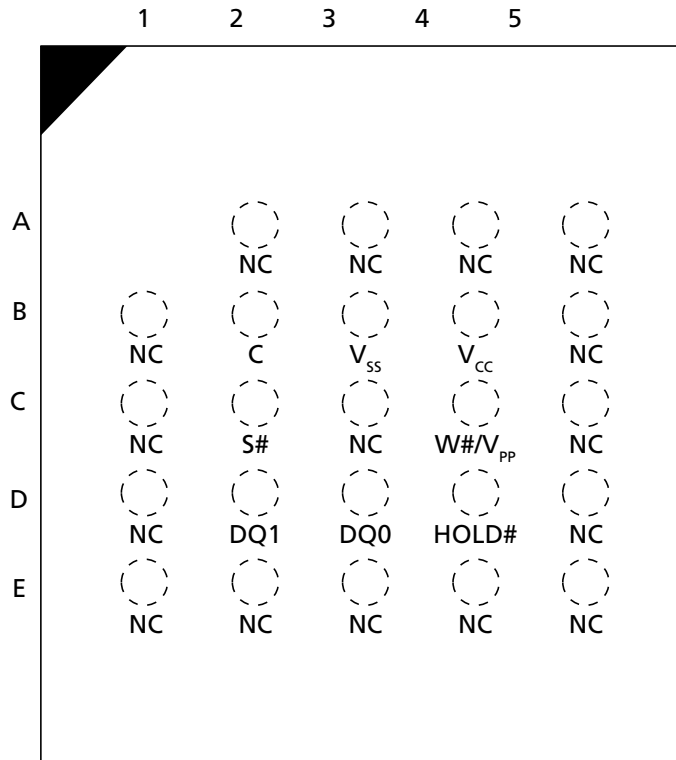 1 2 3 4 5
A
NC NC NC NC
B
NC C VSS VCC NC
C
NC S# NC W#/VPP NC
D
NC DQ1 DQ0 HOLD# NC
E
NC NC NC NC NC